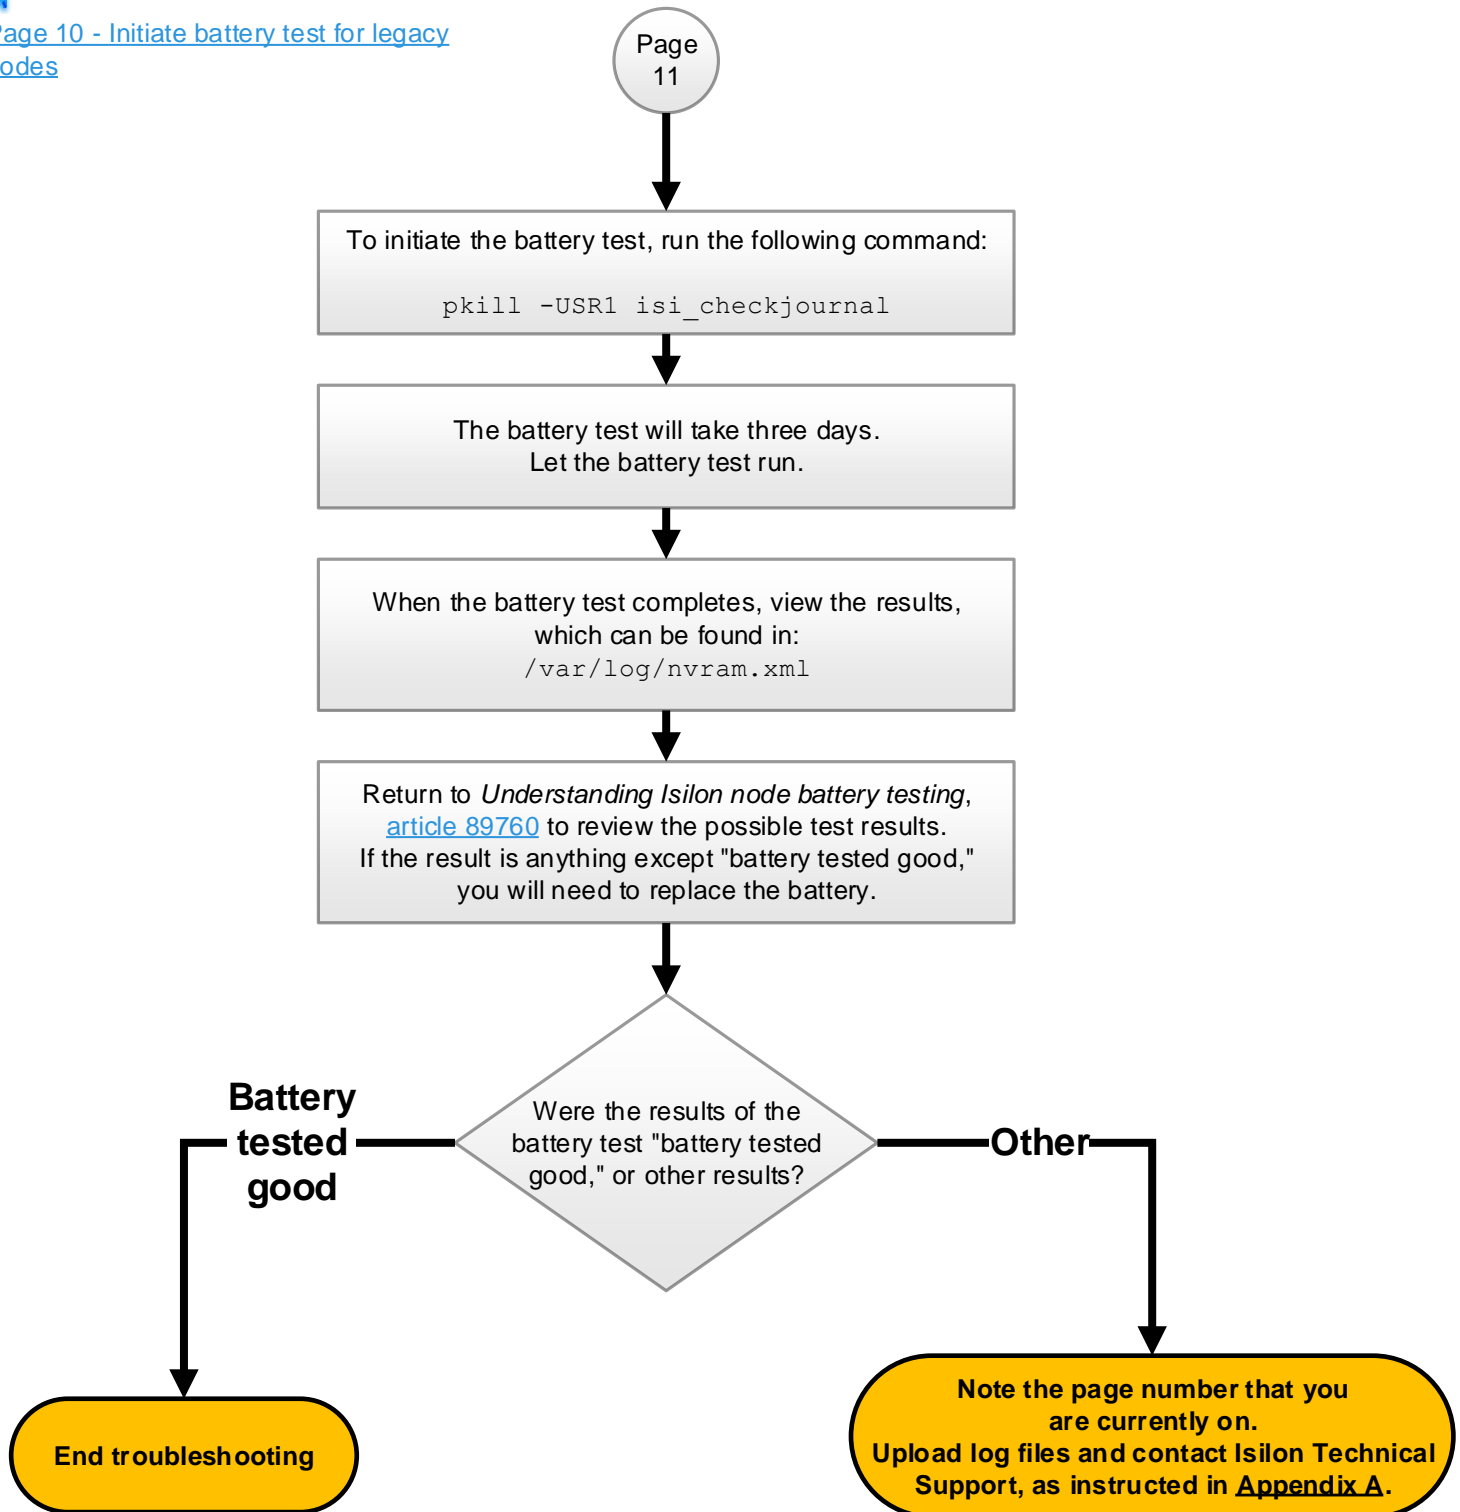 Page 10 - Initiate battery test for legacy
Page
11
To initiate the battery test, run the following command:
pkill -USR1 isi_checkjournal
The battery test will take three days.
Let the battery test run.
When the battery test completes, view the results,
which can be found in:
/var/log/nvram.xml
Return to Understanding Isilon node battery testing,
article 89760 to review the possible test results.
If the result is anything except "battery tested good,"
you will need to replace the battery.
Were the results of the
battery test "battery tested
good," or other results?
Battery
tested
good
Other
End troubleshooting
Note the page number that you
are currently on.
Upload log files and contact Isilon Technical
Support, as instructed in Appendix A.